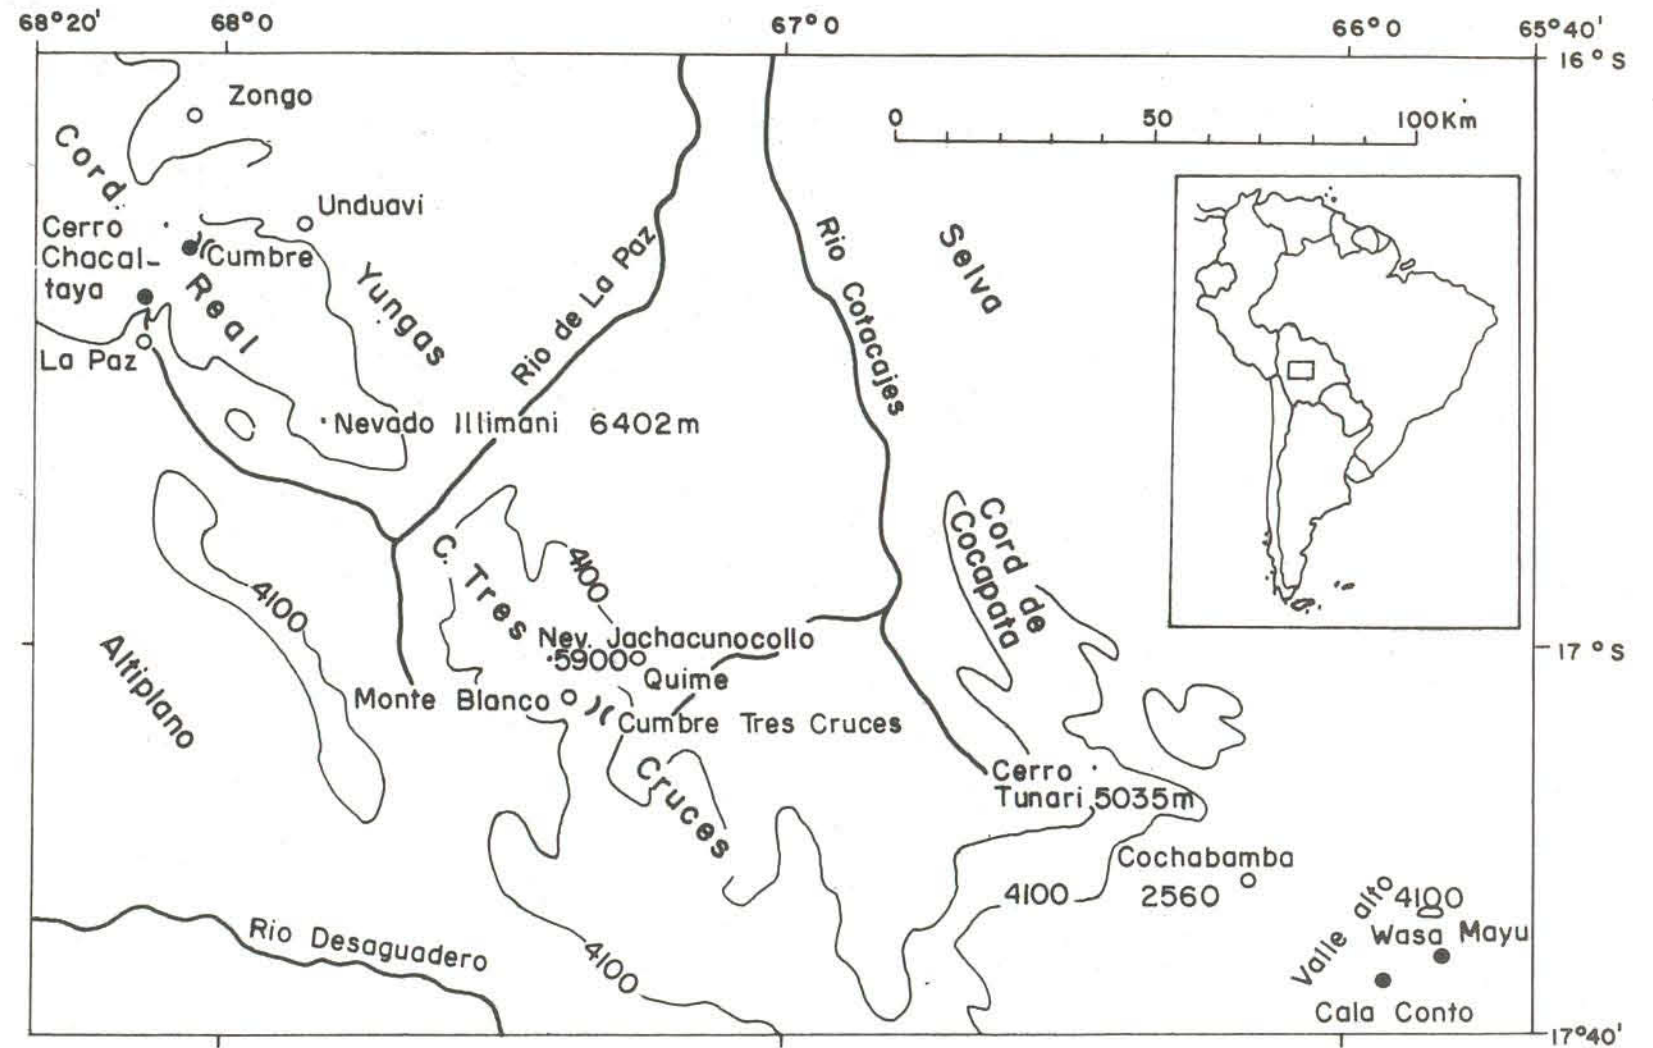 68°20' 68°0 67°0 66°0 65°40'
16°S
Zongo
0 50 100Km
Cord.
Real
Unduavi
Cerro
Chacal-
taya
Cumbre
La Paz
Yungas
Rio de La Paz
Rio Cotacajes
Selva
Nevado Illimani 6402m
C. Tres
Cruces
4100
4100
Cord de
Cocapata
Nev. Jachacunocollo
5900
Quime
17°S
Altiplano
Monte Blanco
Cumbre Tres Cruces
Cerro
Tunari 5035m
Cochabamba
2560
4100
4100
Valle alto
Wasa Mayu
Rio Desaguadero
4100
Cala Conto
17°40'